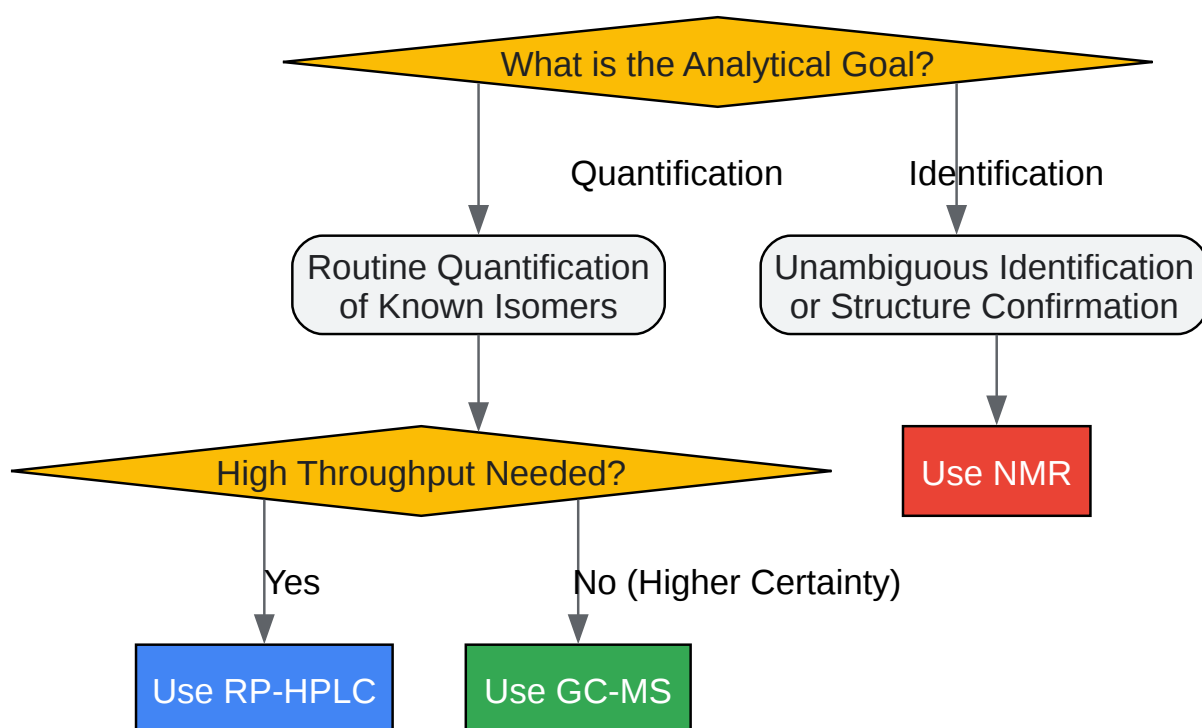 What is the Analytical Goal?
Quantification
Identification
Routine Quantification
of Known Isomers
Unambiguous Identification
or Structure Confirmation
High Throughput Needed?
Use NMR
Yes
No (Higher Certainty)
Use RP-HPLC
Use GC-MS